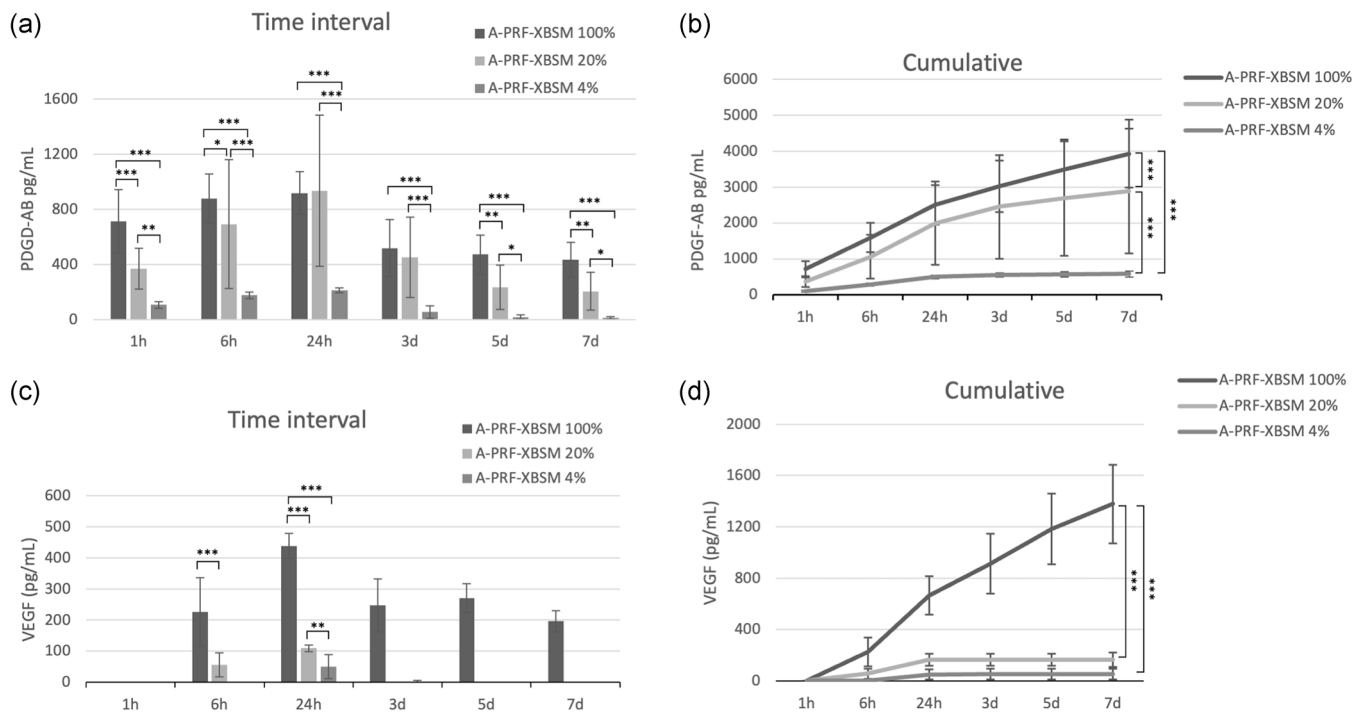 (a)
Time interval
A-PRF-XBSM 100%
A-PRF-XBSM 20%
A-PRF-XBSM 4%
PDGD-AB pg/mL
1600
1200
800
400
0
*** *** **
*** * ***
*** ***
*** ***
*** ** *
*** ** *
1h 6h 24h 3d 5d 7d
(b)
Cumulative
A-PRF-XBSM 100%
A-PRF-XBSM 20%
A-PRF-XBSM 4%
PDGF-AB pg/mL
6000
5000
4000
3000
2000
1000
0
***
***
***
1h 6h 24h 3d 5d 7d
(c)
Time interval
A-PRF-XBSM 100%
A-PRF-XBSM 20%
A-PRF-XBSM 4%
VEGF (pg/mL)
600
500
400
300
200
100
0
***
*** *** **
1h 6h 24h 3d 5d 7d
(d)
Cumulative
A-PRF-XBSM 100%
A-PRF-XBSM 20%
A-PRF-XBSM 4%
VEGF (pg/mL)
2000
1600
1200
800
400
0
***
***
1h 6h 24h 3d 5d 7d